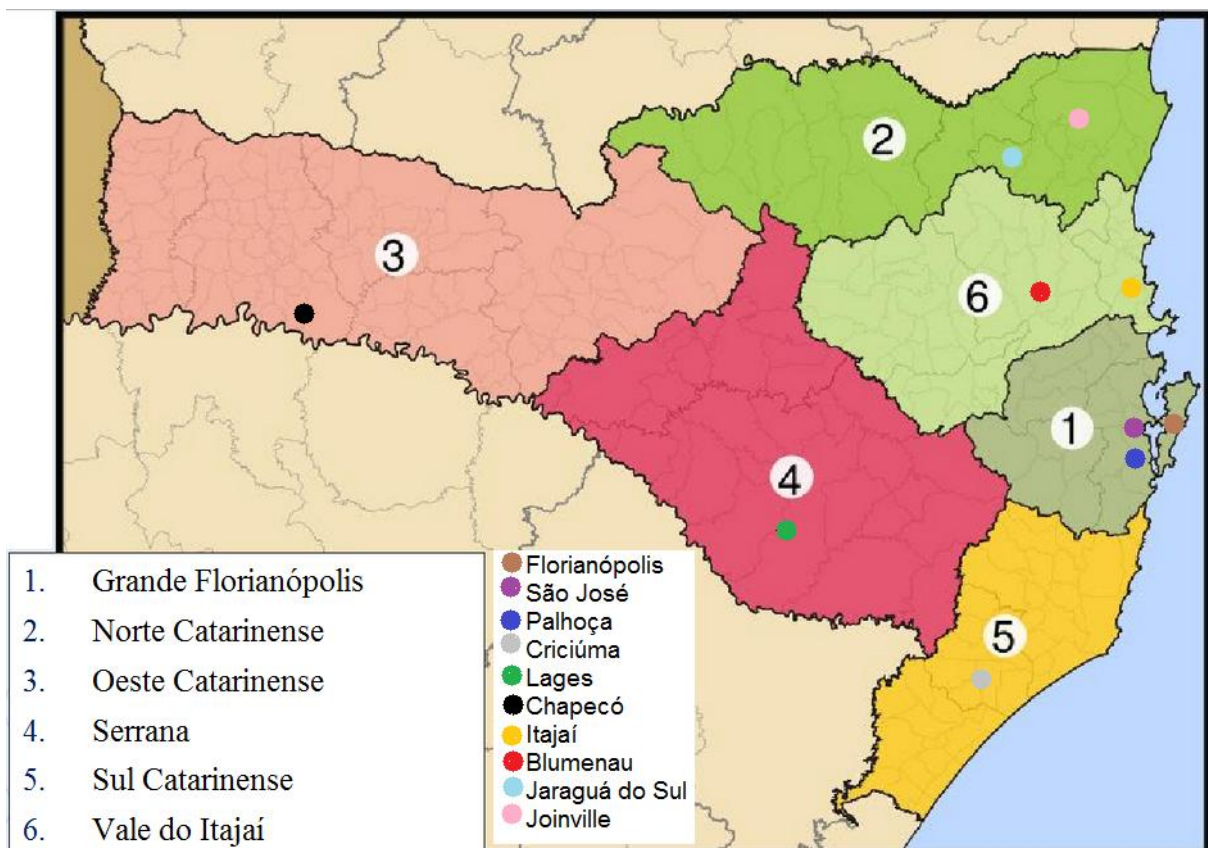 2
3
6
1
4
5
1. Grande Florianópolis
2. Norte Catarinense
3. Oeste Catarinense
4. Serrana
5. Sul Catarinense
6. Vale do Itajaí
Florianópolis
São José
Palhoça
Criciúma
Lages
Chapecó
Itajaí
Blumenau
Jaraguá do Sul
Joinville